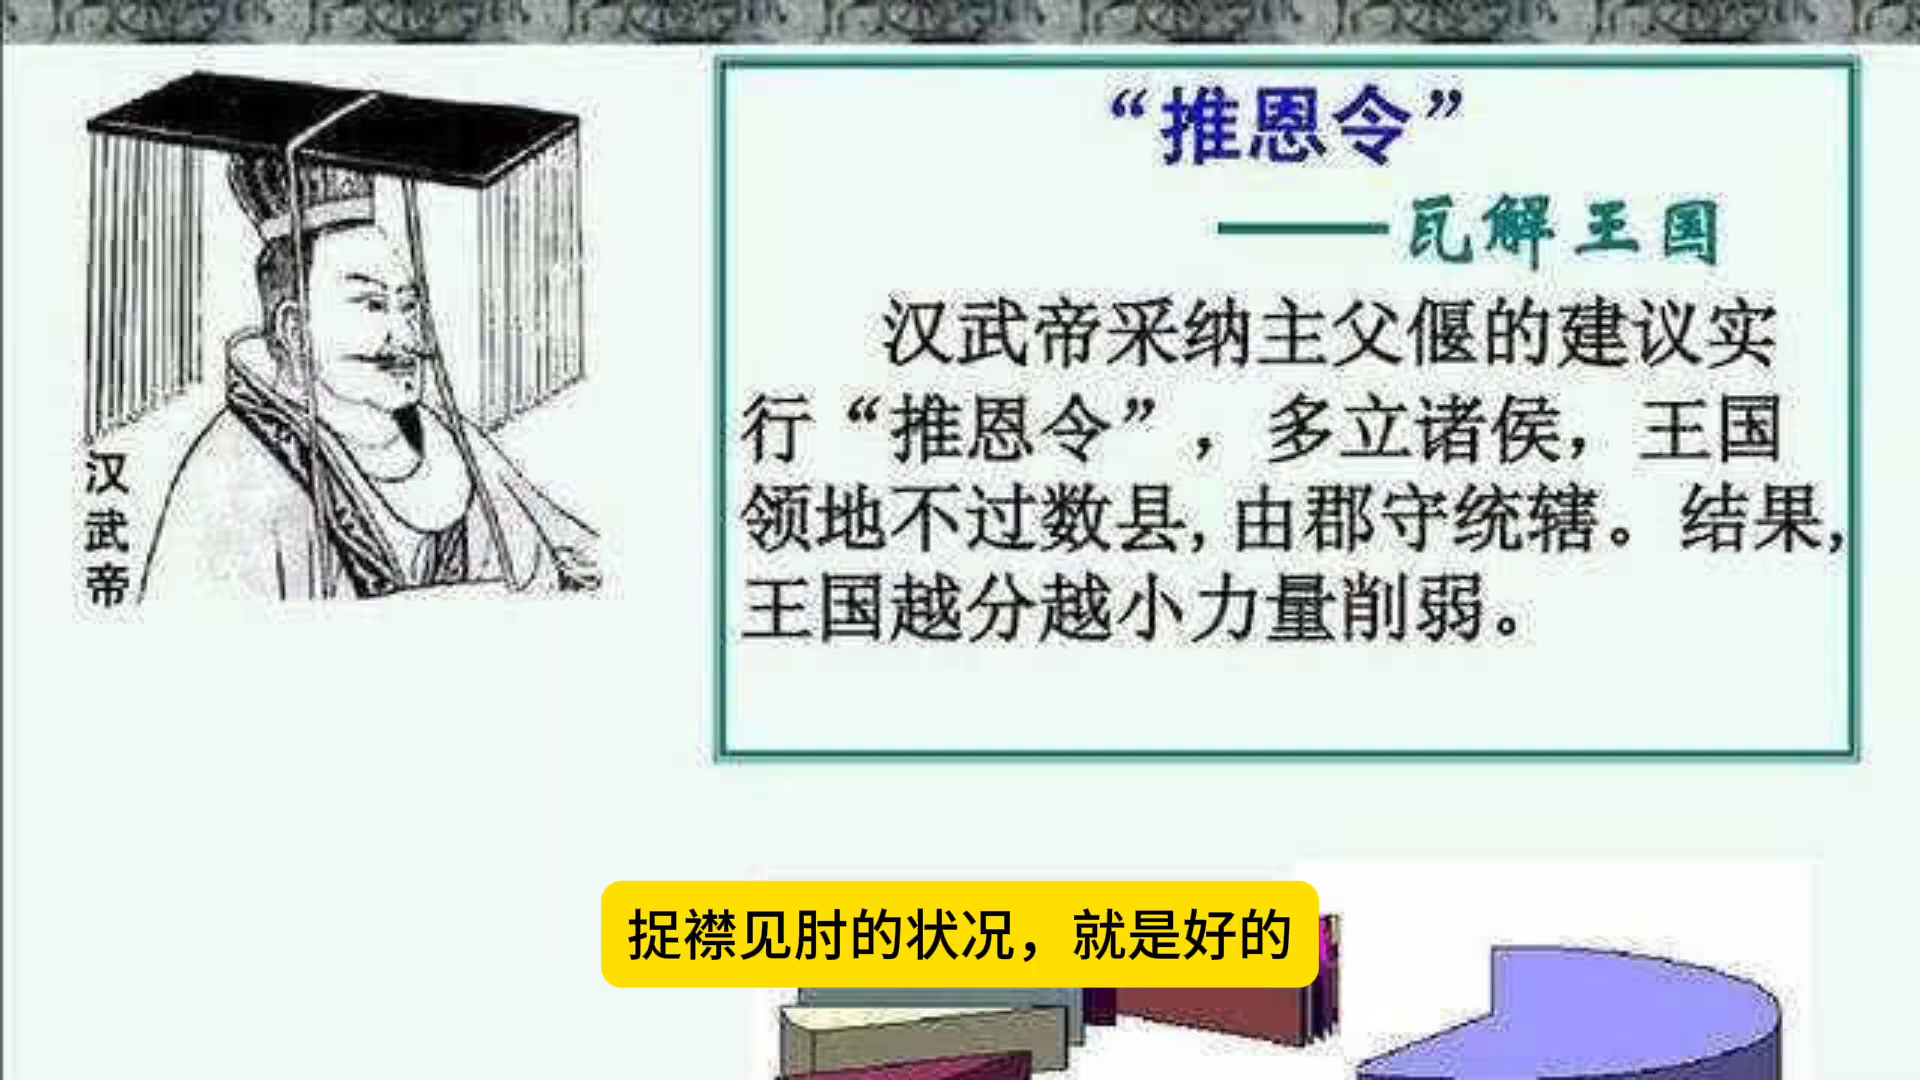 汉武帝
“推恩令”
——瓦解王国
汉武帝采纳主父偃的建议实
行“推恩令”，多立诸侯，王国
领地不过数县,由郡守统辖。结果,
王国越分越小力量削弱。
捉襟见肘的状况，就是好的